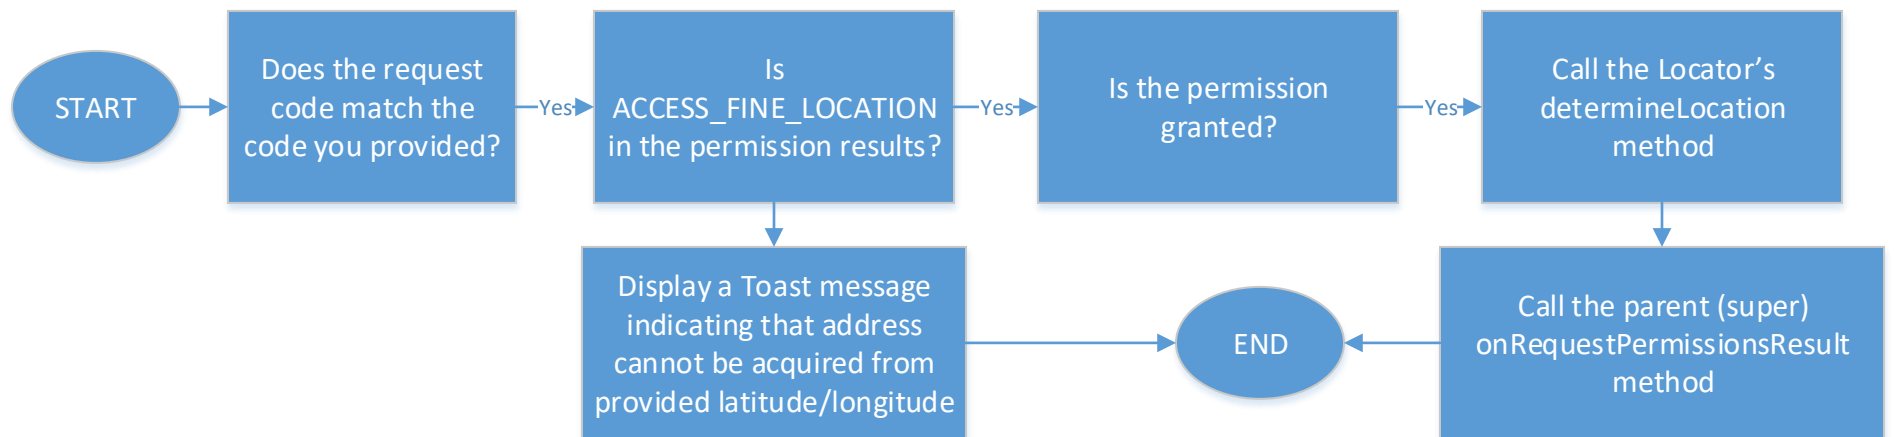 START
Does the request
code match the
code you provided?
Yes
Is
ACCESS_FINE_LOCATION
in the permission results?
Yes
Is the permission
granted?
Yes
Call the Locator’s
determineLocation
method
Display a Toast message
indicating that address
cannot be acquired from
provided latitude/longitude
END
Call the parent (super)
onRequestPermissionsResult
method